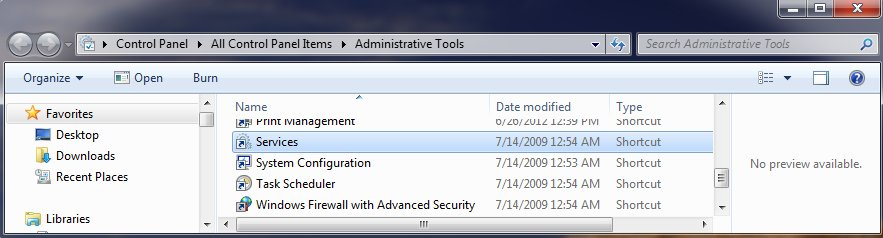 Control Panel All Control Panel Items Administrative Tools Search Administrative Tools
Organize Open Burn
Favorites
Desktop
Downloads
Recent Places
Libraries
Name Date modified Type
Print Management 6/26/2012 12:59 PM Shortcut
Services 7/14/2009 12:54 AM Shortcut
System Configuration 7/14/2009 12:53 AM Shortcut
Task Scheduler 7/14/2009 12:54 AM Shortcut
Windows Firewall with Advanced Security 7/14/2009 12:54 AM Shortcut
No preview available.